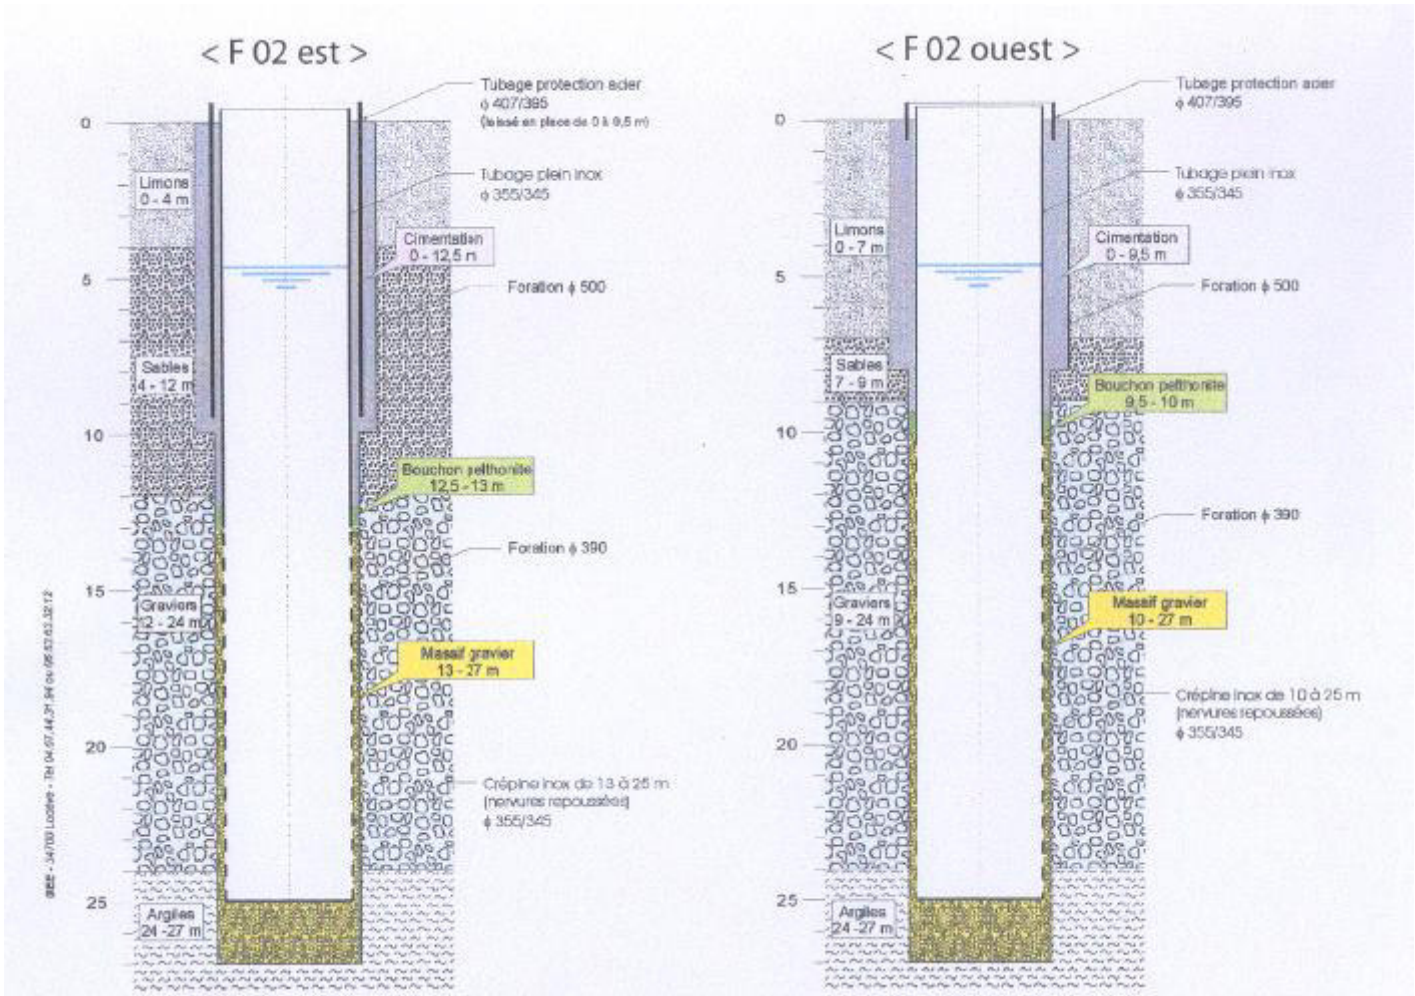 < F 02 est >
Tubage protection acier
ϕ 407/395
(laissé en place de 0 à 9,5 m)
0
Limons
0 - 4 m
Tubage plein inox
ϕ 355/345
Cimentation
0 - 12,5 m
5
Foration ϕ 500
Sables
4 - 12 m
10
Bouchon pelthonite
12,5 - 13 m
Foration ϕ 390
15
Graviers
12 - 24 m
Massif gravier
13 - 27 m
20
Crépine inox de 13 à 25 m
(nervures repoussées)
ϕ 355/345
25
Argiles
24 - 27 m
< F 02 ouest >
Tubage protection acier
ϕ 407/395
0
Tubage plein inox
ϕ 355/345
Limons
0 - 7 m
Cimentation
0 - 9,5 m
5
Foration ϕ 500
Sables
7 - 9 m
Bouchon pelthonite
9,5 - 10 m
10
Foration ϕ 390
15
Graviers
9 - 24 m
Massif gravier
10 - 27 m
Crépine inox de 10 à 25 m
(nervures repoussées)
ϕ 355/345
20
25
Argiles
24 - 27 m